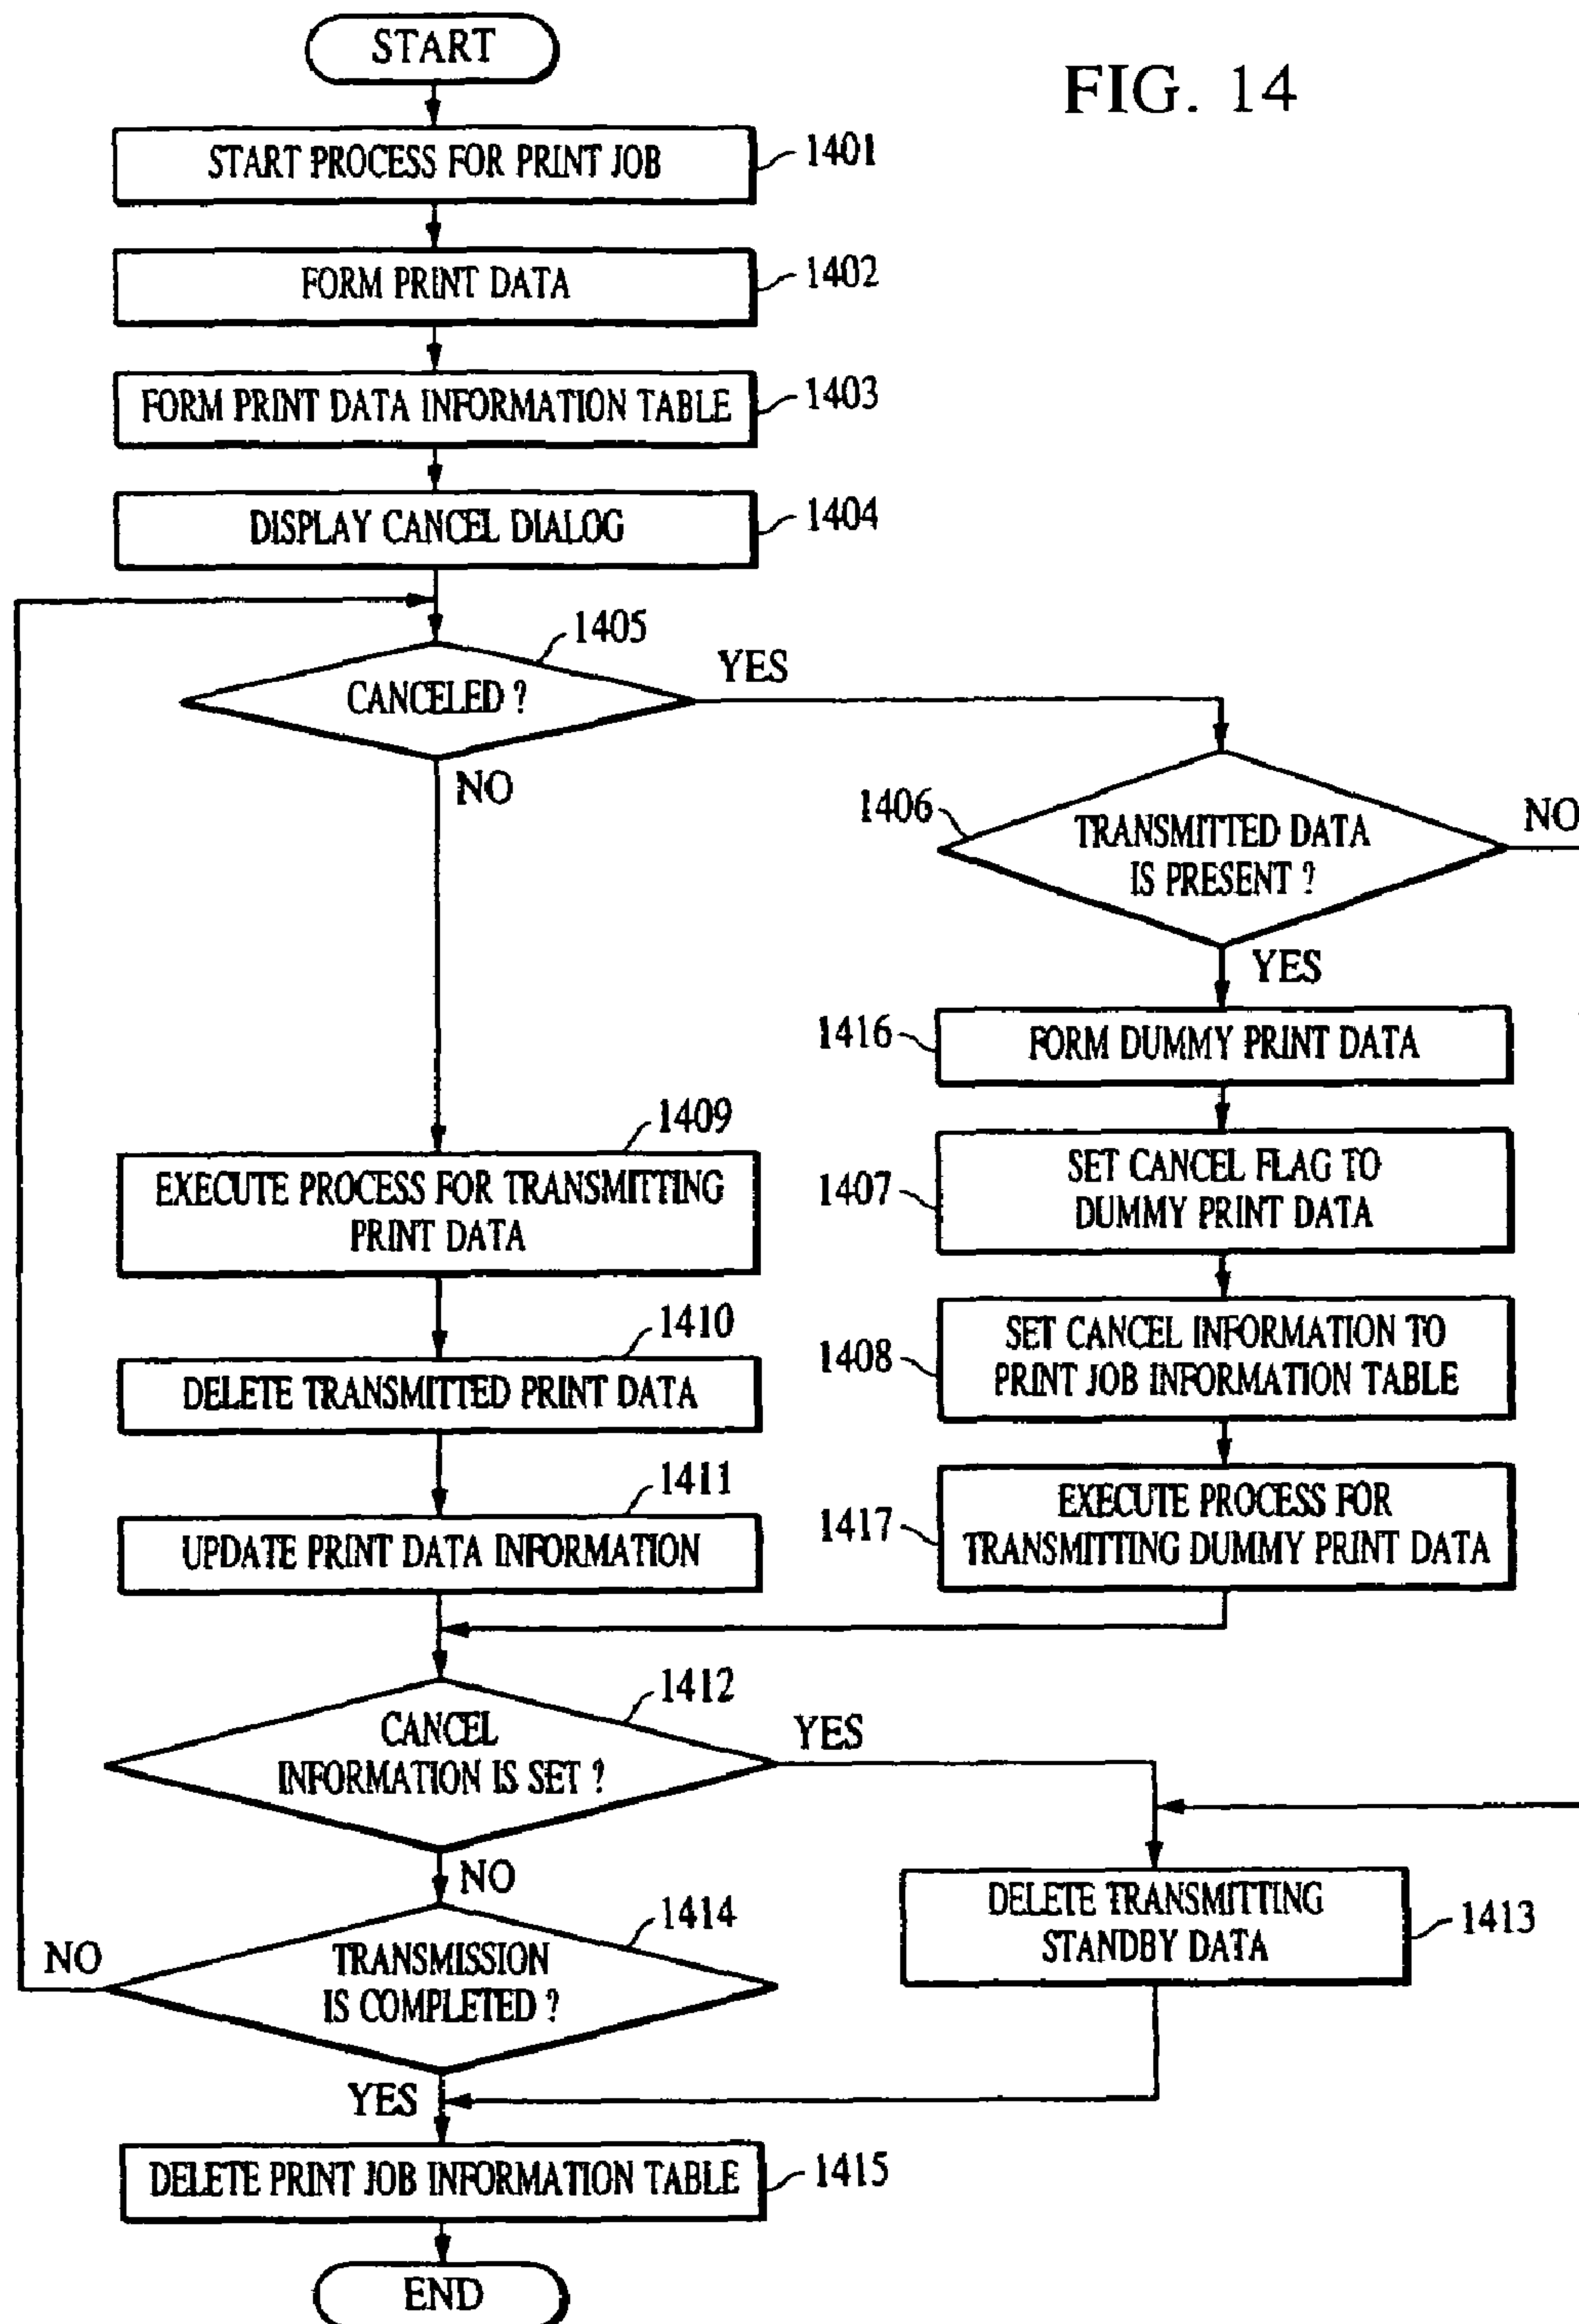 START
FIG. 14
START PROCESS FOR PRINT JOB
1401
FORM PRINT DATA
1402
FORM PRINT DATA INFORMATION TABLE
1403
DISPLAY CANCEL DIALOG
1404
1405
CANCELED ?
YES
NO
1406
TRANSMITTED DATA
IS PRESENT ?
NO
YES
1416
FORM DUMMY PRINT DATA
1407
SET CANCEL FLAG TO
DUMMY PRINT DATA
1408
SET CANCEL INFORMATION TO
PRINT JOB INFORMATION TABLE
1417
EXECUTE PROCESS FOR
TRANSMITTING DUMMY PRINT DATA
1409
EXECUTE PROCESS FOR TRANSMITTING
PRINT DATA
1410
DELETE TRANSMITTED PRINT DATA
1411
UPDATE PRINT DATA INFORMATION
1412
CANCEL
INFORMATION IS SET ?
YES
NO
DELETE TRANSMITTING
STANDBY DATA
1413
1414
TRANSMISSION
IS COMPLETED ?
NO
YES
DELETE PRINT JOB INFORMATION TABLE
1415
END